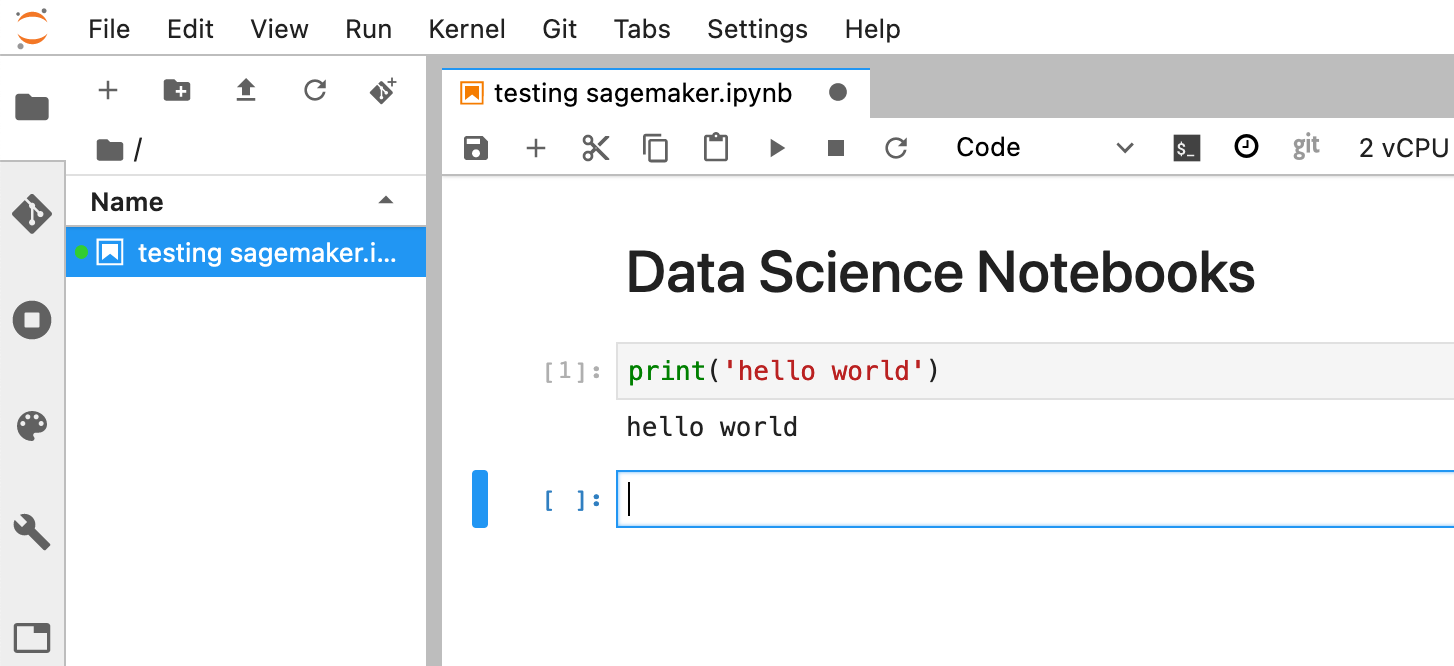 File Edit View Run Kernel Git Tabs Settings Help
testing sagemaker.ipynb
Code $_ git 2 vCPU
/
Name
testing sagemaker.i...
Data Science Notebooks
[1]: print('hello world')
hello world
[ ]: